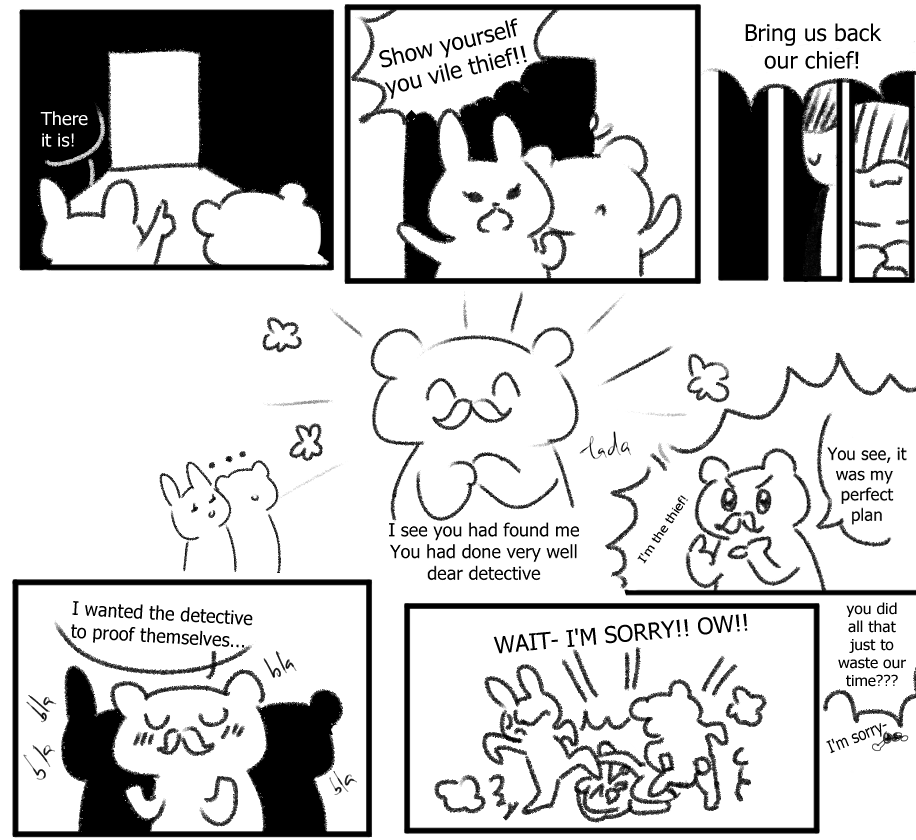 There
it is!
Show yourself
you vile thief!!
Bring us back
our chief!
...
tada
I see you had found me
You had done very well
dear detective
I'm the thief!
You see, it
was my
perfect
plan
I wanted the detective
to proof themselves...
bla
bla
bla
bla
WAIT- I'M SORRY!! OW!!
you did
all that
just to
waste our
time???
I'm sorry-